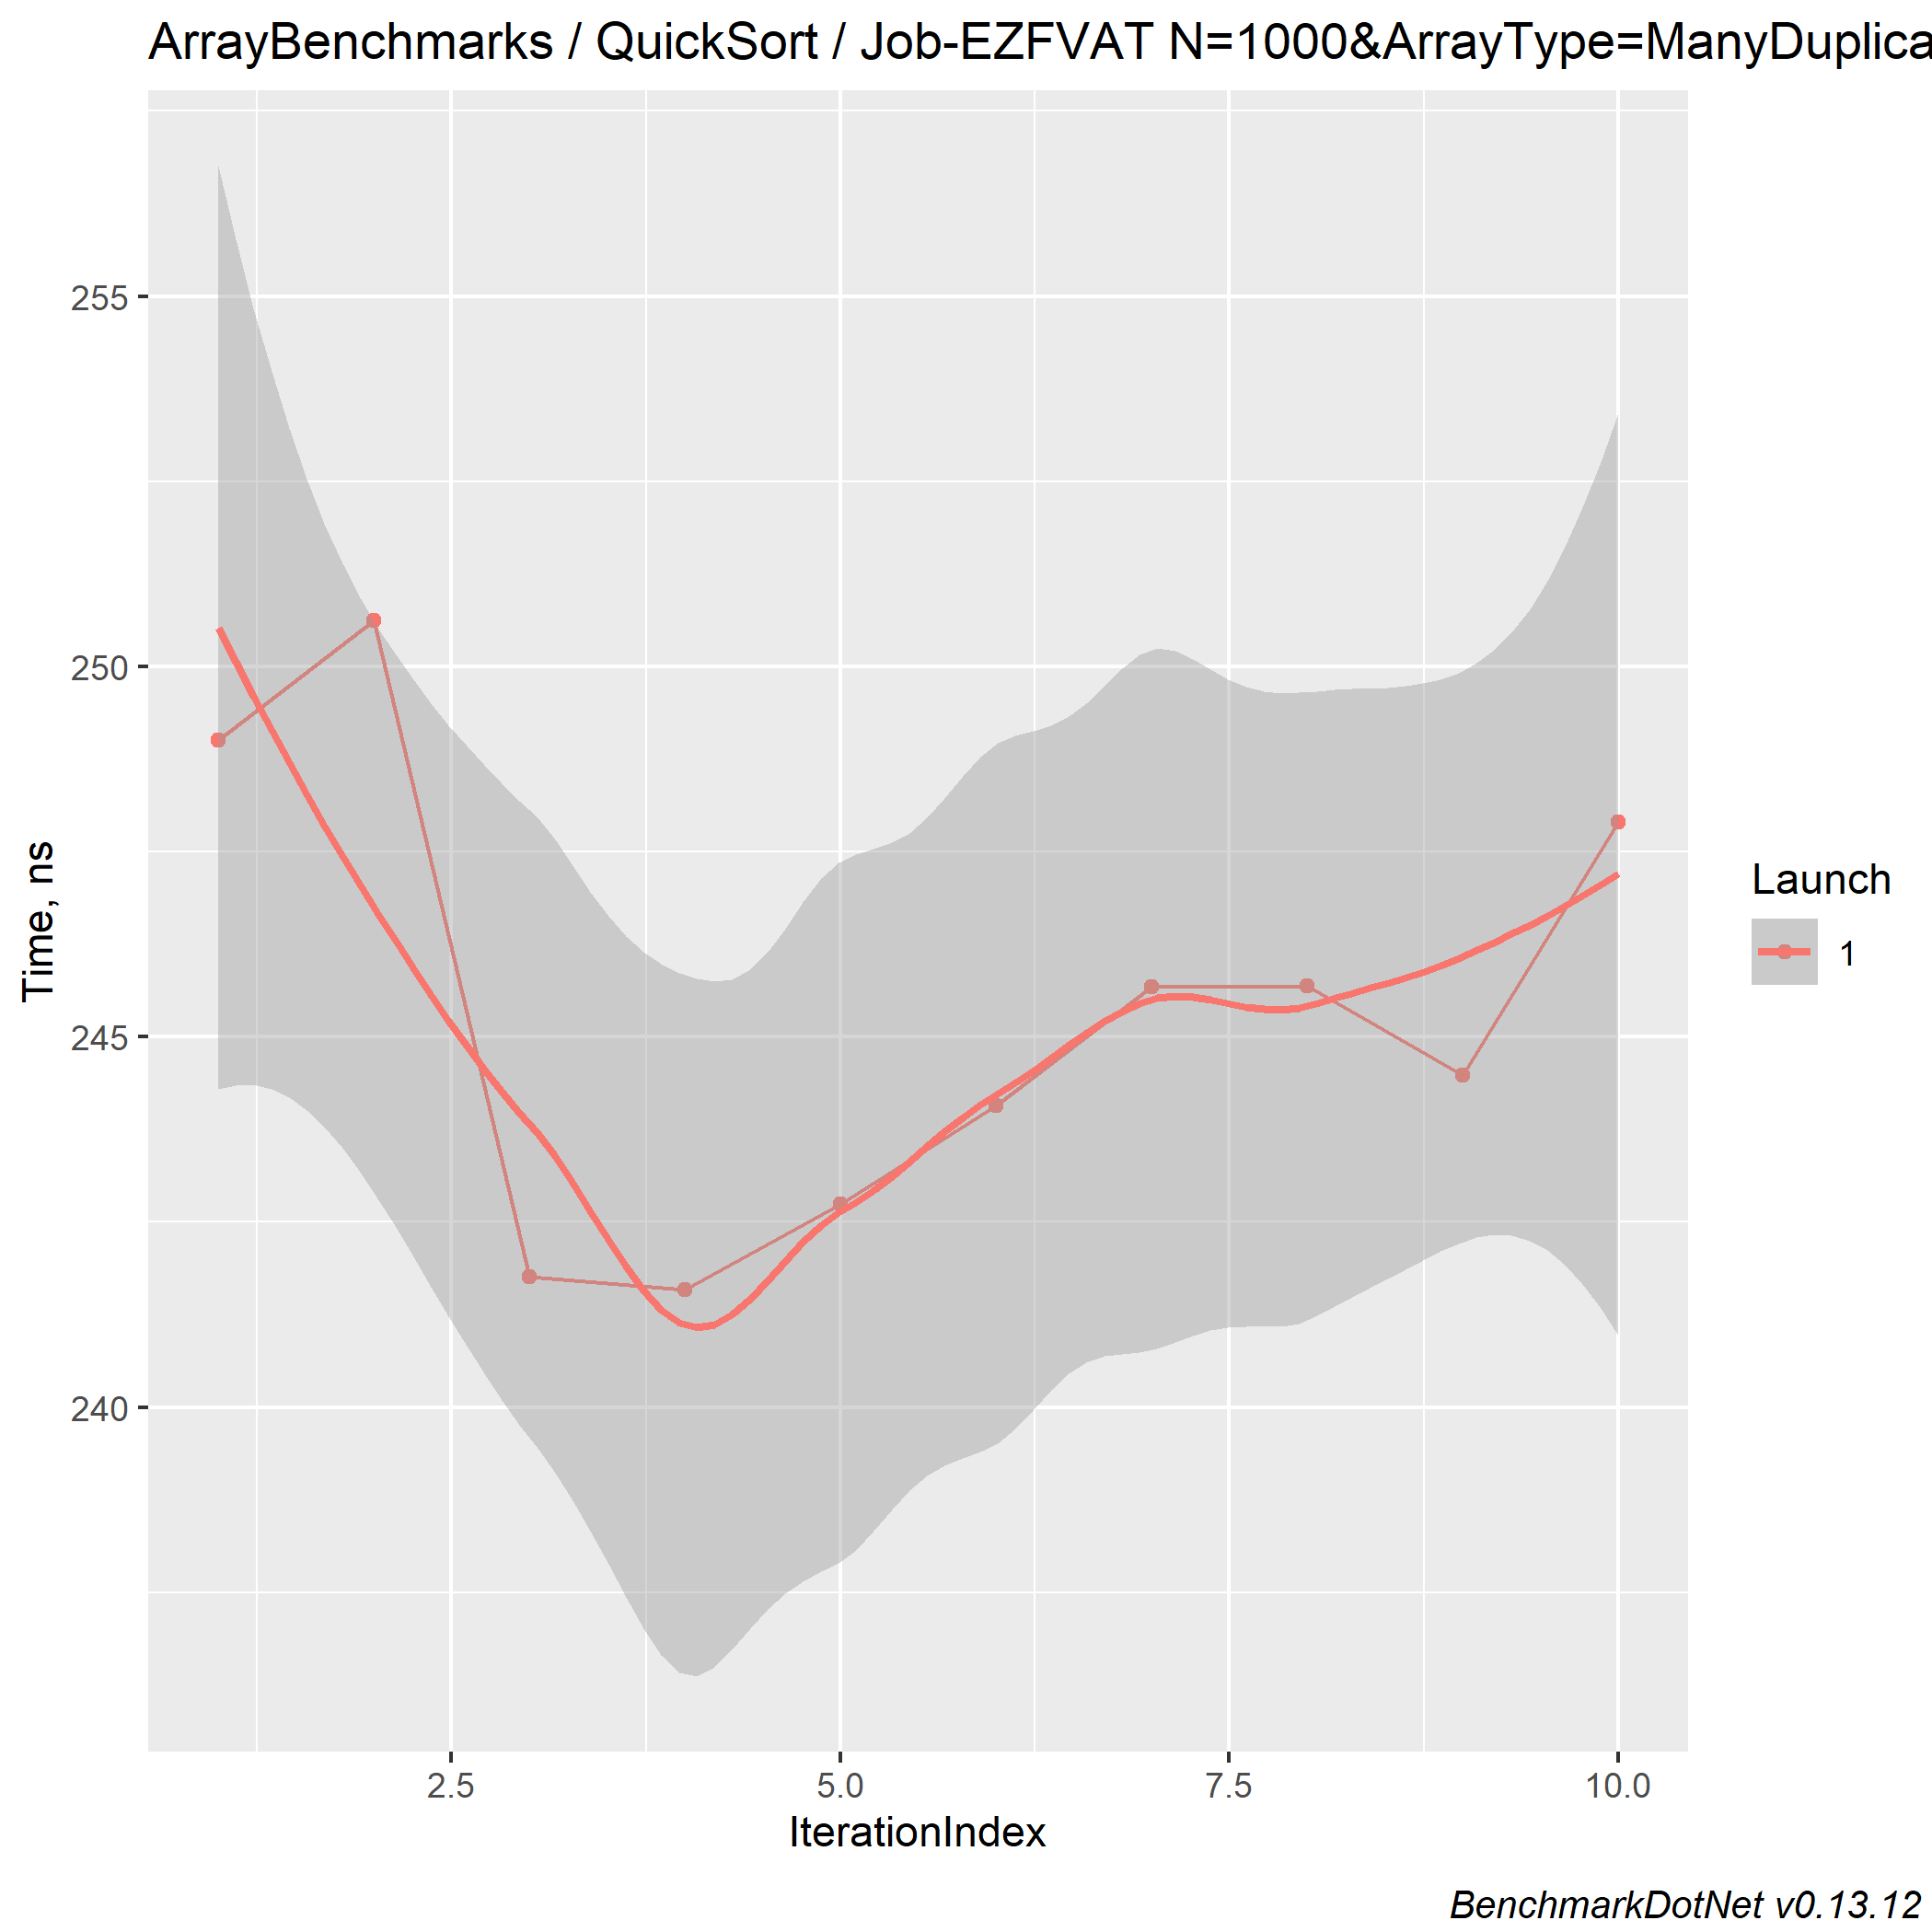 ArrayBenchmarks / QuickSort / Job-EZFVAT N=1000&ArrayType=ManyDuplica
255
250
245
240
Time, ns
2.5 5.0 7.5 10.0
IterationIndex
Launch
1
BenchmarkDotNet v0.13.12